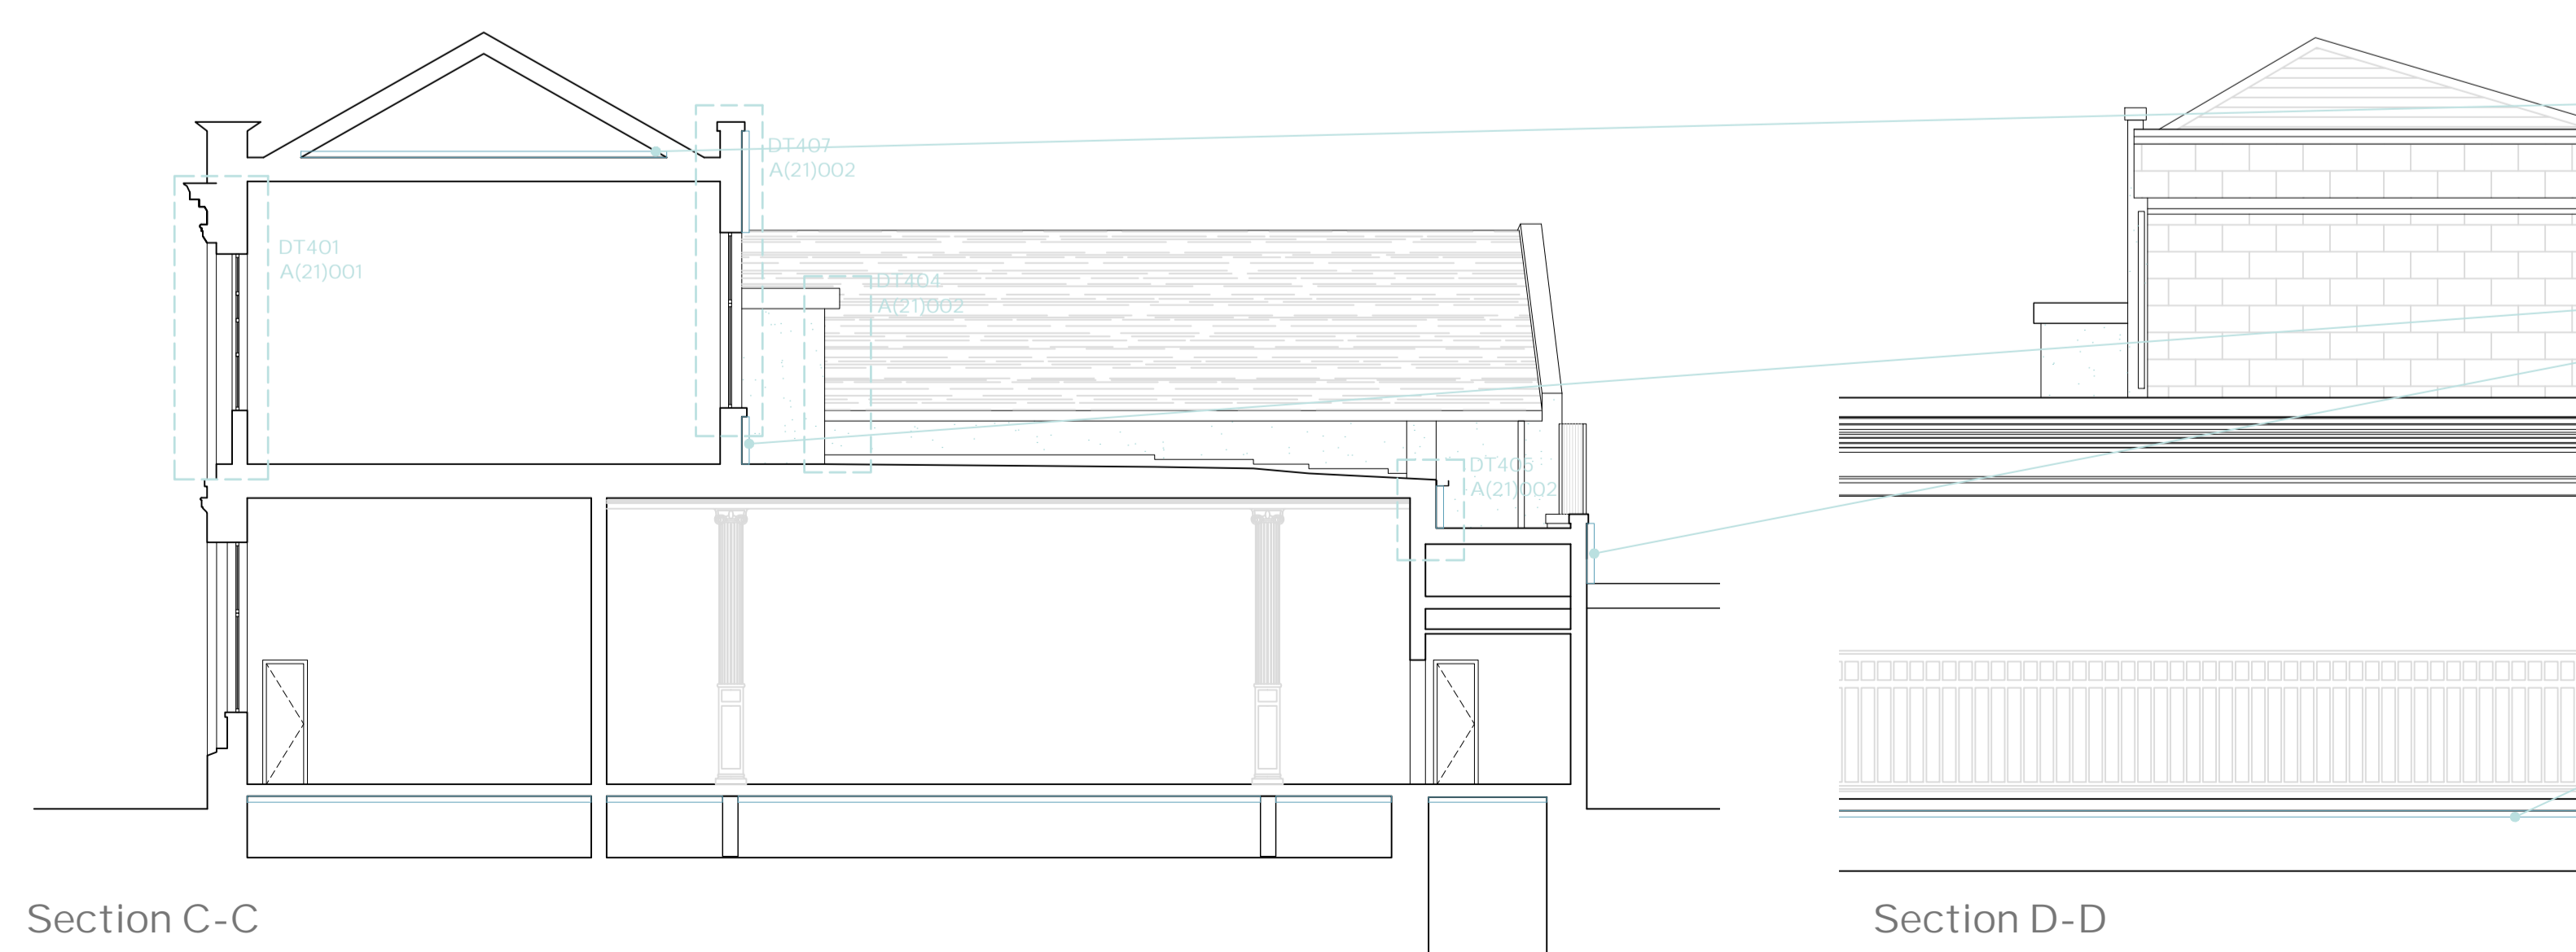 DT407
A(21)002
DT401
A(21)001
DT404
A(21)002
DT405
A(21)002
Section C-C
Section D-D